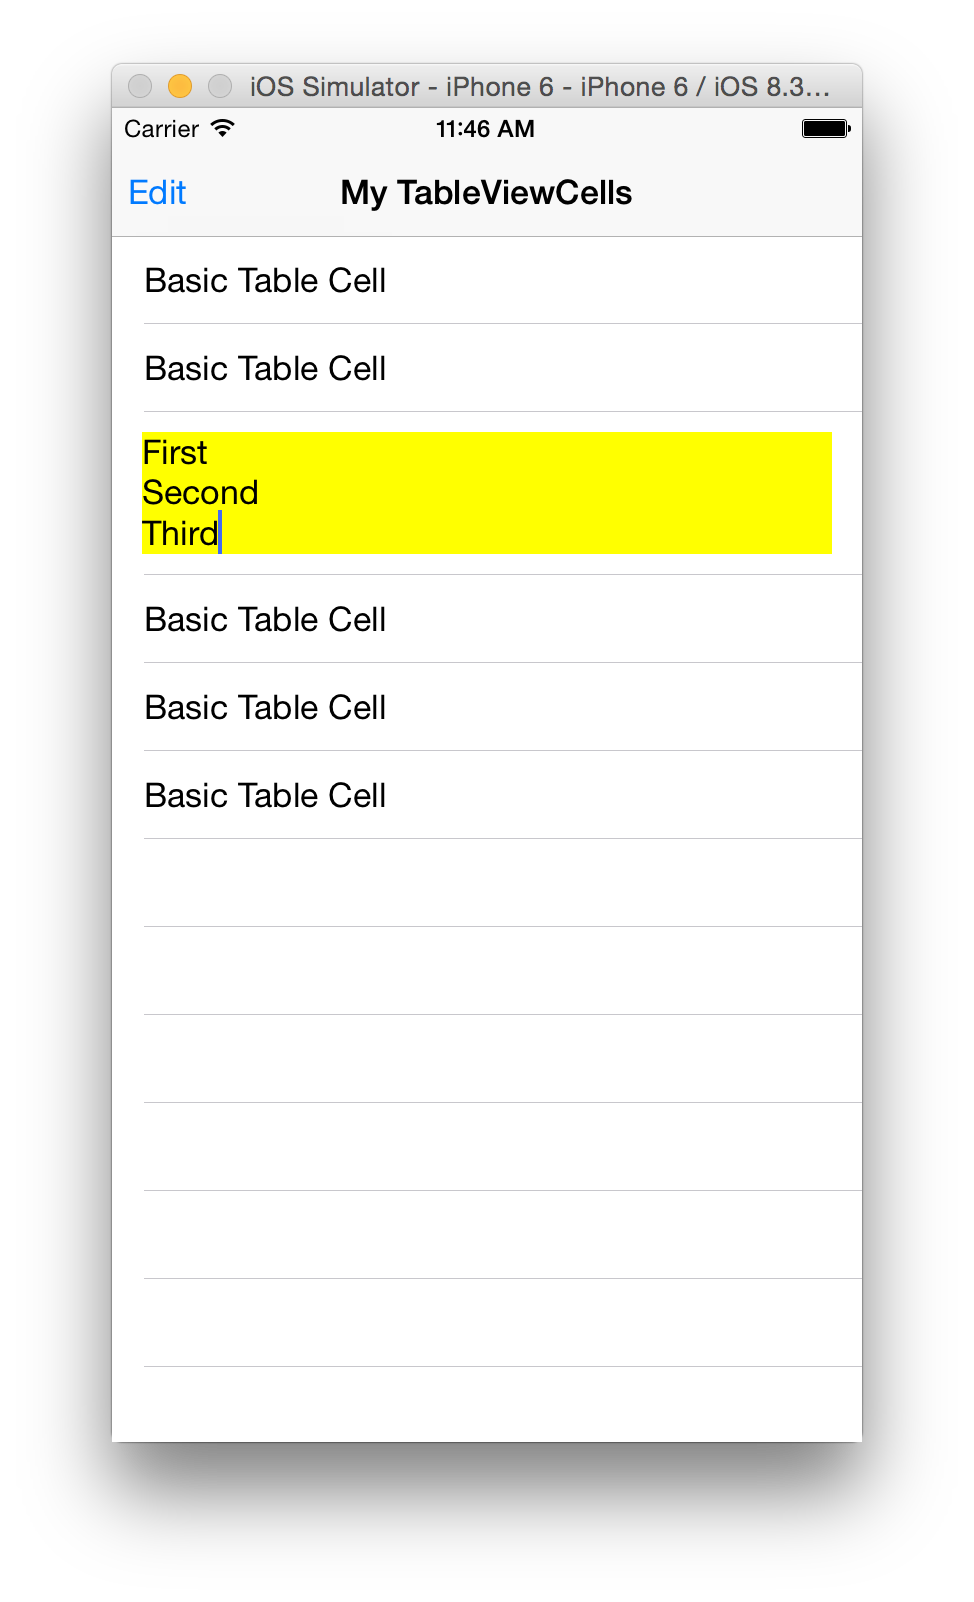 iOS Simulator - iPhone 6 - iPhone 6 / iOS 8.3...
Carrier 11:46 AM
Edit My TableViewCells
Basic Table Cell
Basic Table Cell
First
Second
Third
Basic Table Cell
Basic Table Cell
Basic Table Cell